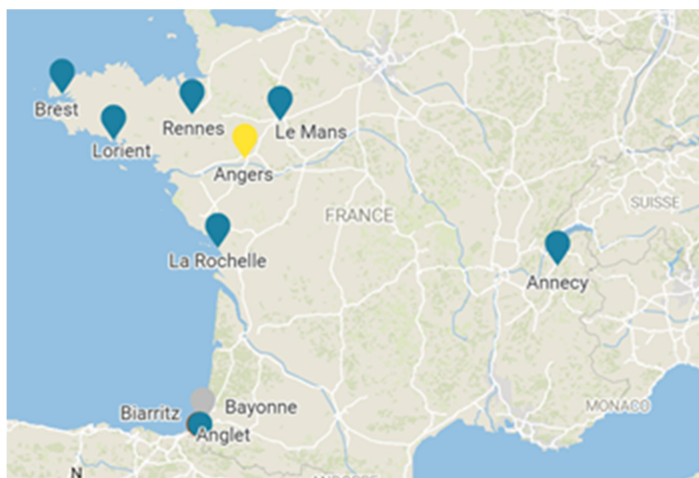 Brest
Rennes
Le Mans
Lorient
Angers
SUISSE
FRANCE
La Rochelle
Annecy
Biarritz
Bayonne
MONACO
Anglet
N